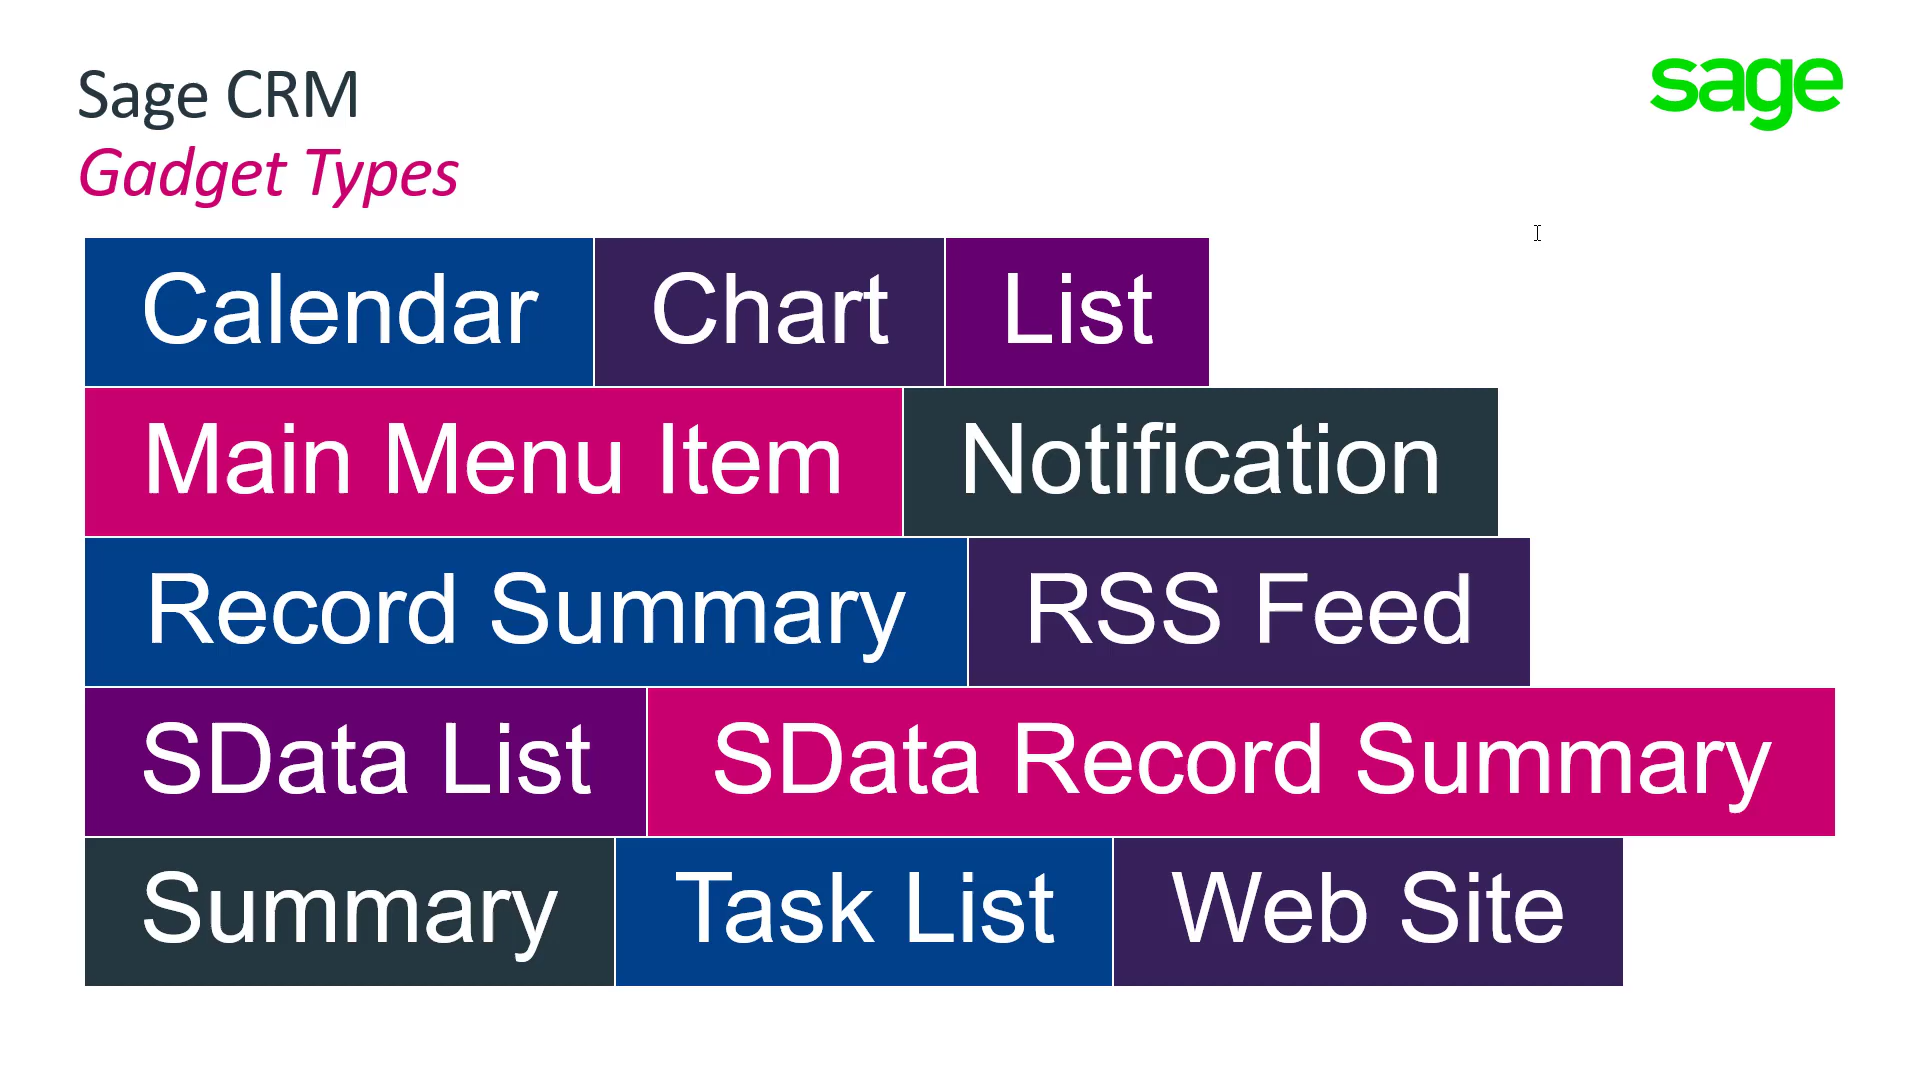 Sage CRM
sage
Gadget Types
Calendar
Chart
List
Main Menu Item
Notification
Record Summary
RSS Feed
SData List
SData Record Summary
Summary
Task List
Web Site